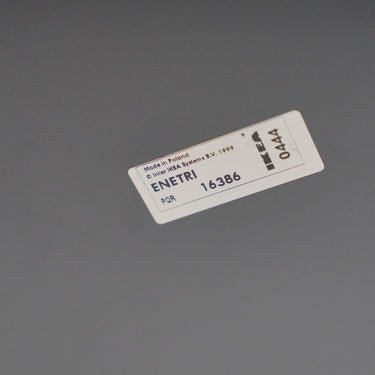 Made in Poland
© Inter IKEA Systems B.V. 1999
ENETRI
PQR 16386
IKEA
0444